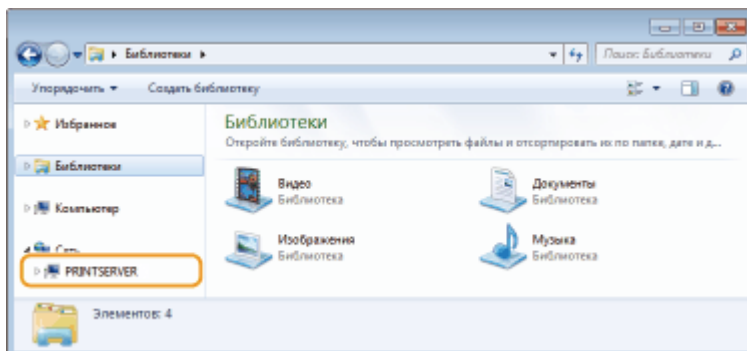 Библиотеки
Поиск: Библиотеки
Упорядочить
Создать библиотеку
Избранное
Библиотеки
Компьютер
Сеть
PRINTSERVER
Библиотеки
Откройте библиотеку, чтобы просмотреть файлы и отсортировать их по папке, дате и д...
Видео
Библиотека
Документы
Библиотека
Изображения
Библиотека
Музыка
Библиотека
Элементов: 4